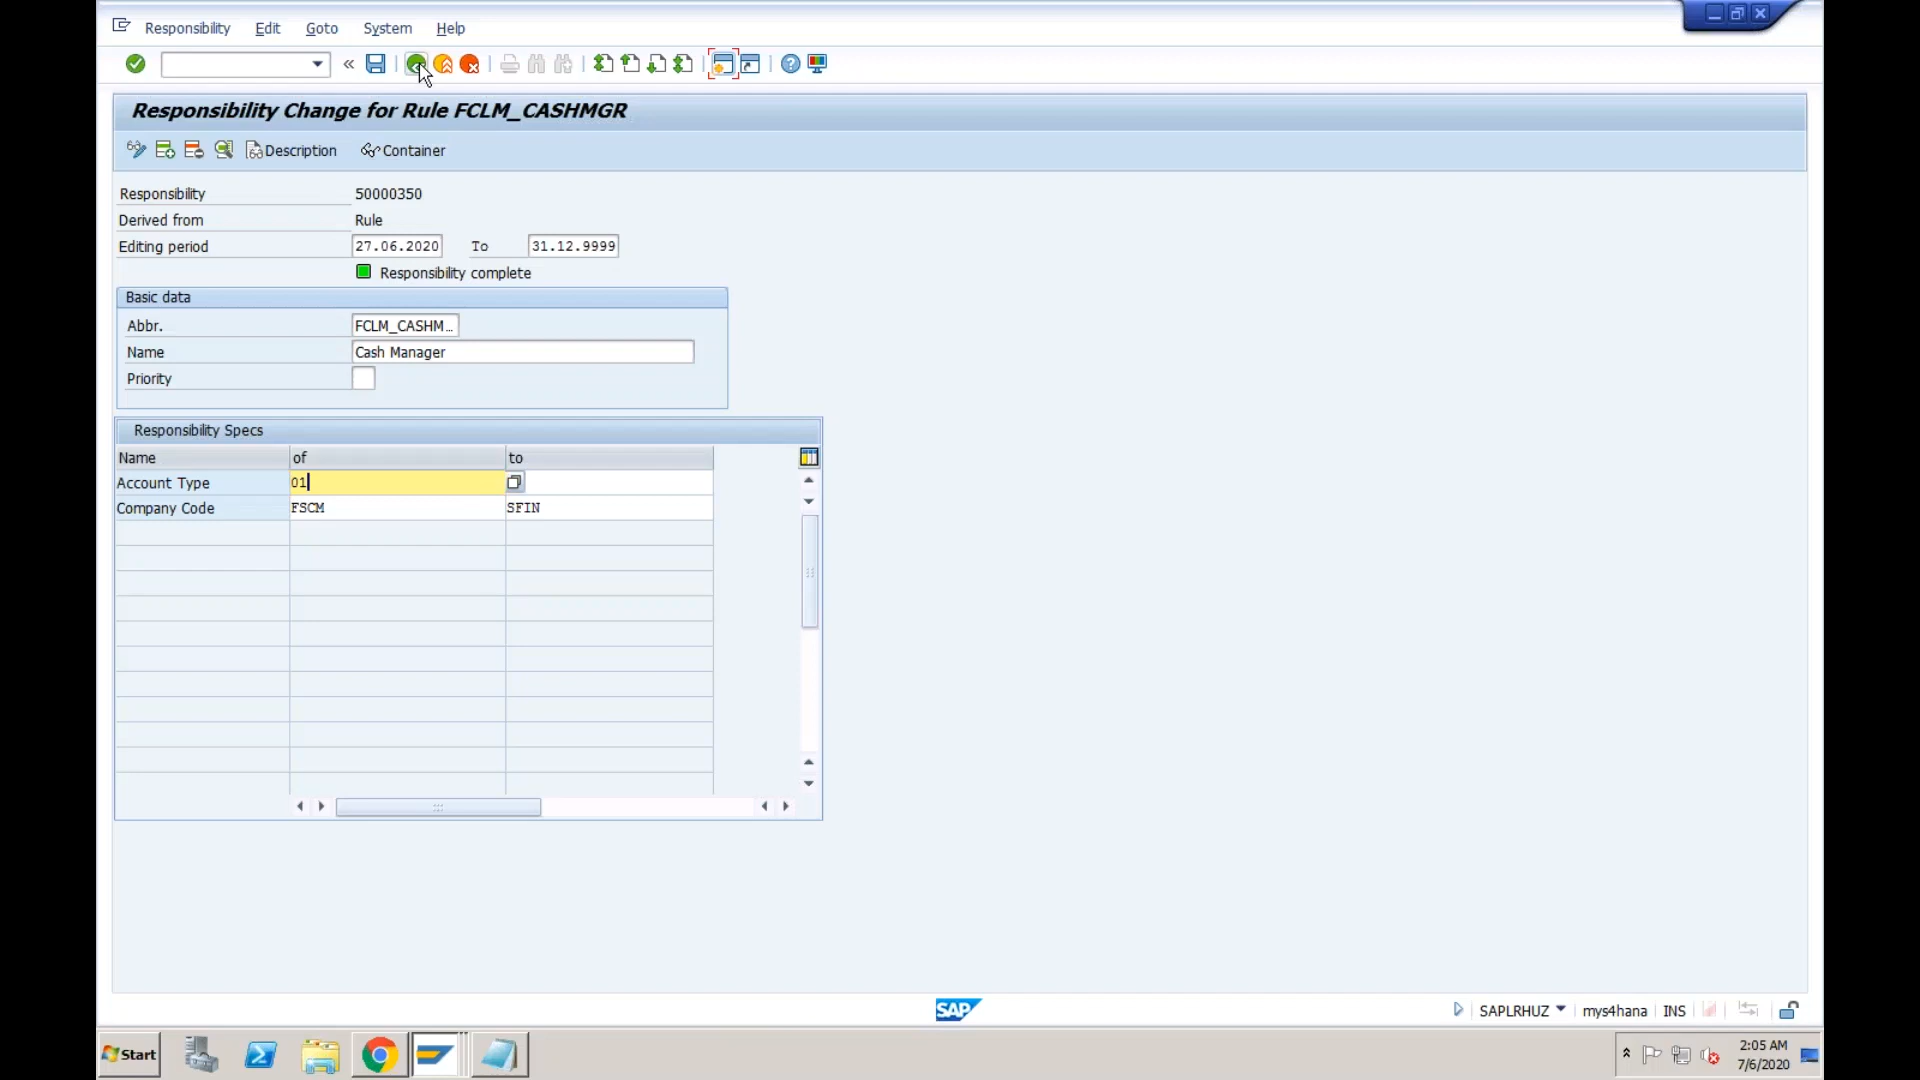 Responsibility Edit Goto System Help
«
Responsibility Change for Rule FCLM_CASHMGR
Description Container
Responsibility 50000350
Derived from Rule
Editing period 27.06.2020 To 31.12.9999
Responsibility complete
Basic data
Abbr. FCLM_CASHM…
Name Cash Manager
Priority
Responsibility Specs
Name of to
Account Type 01
Company Code FSCM SFIN
SAP
SAPLRHUZ mys4hana INS
Start
2:05 AM
7/6/2020